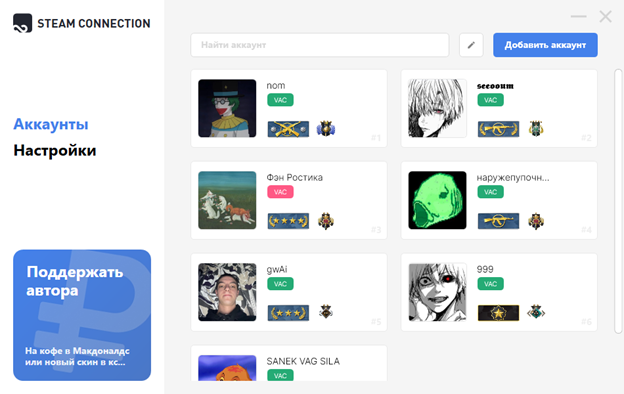 STEAM CONNECTION
Найти аккаунт
Добавить аккаунт
Аккаунты
Настройки
Поддержать
автора
На кофе в Макдоналдс
или новый скин в кс...
nom
VAC
#1
seeooum
VAC
#2
Фэн Ростика
VAC
#3
наружепупочн...
VAC
#4
gwAi
VAC
#5
999
VAC
#6
SANEK VAG SILA
VAC